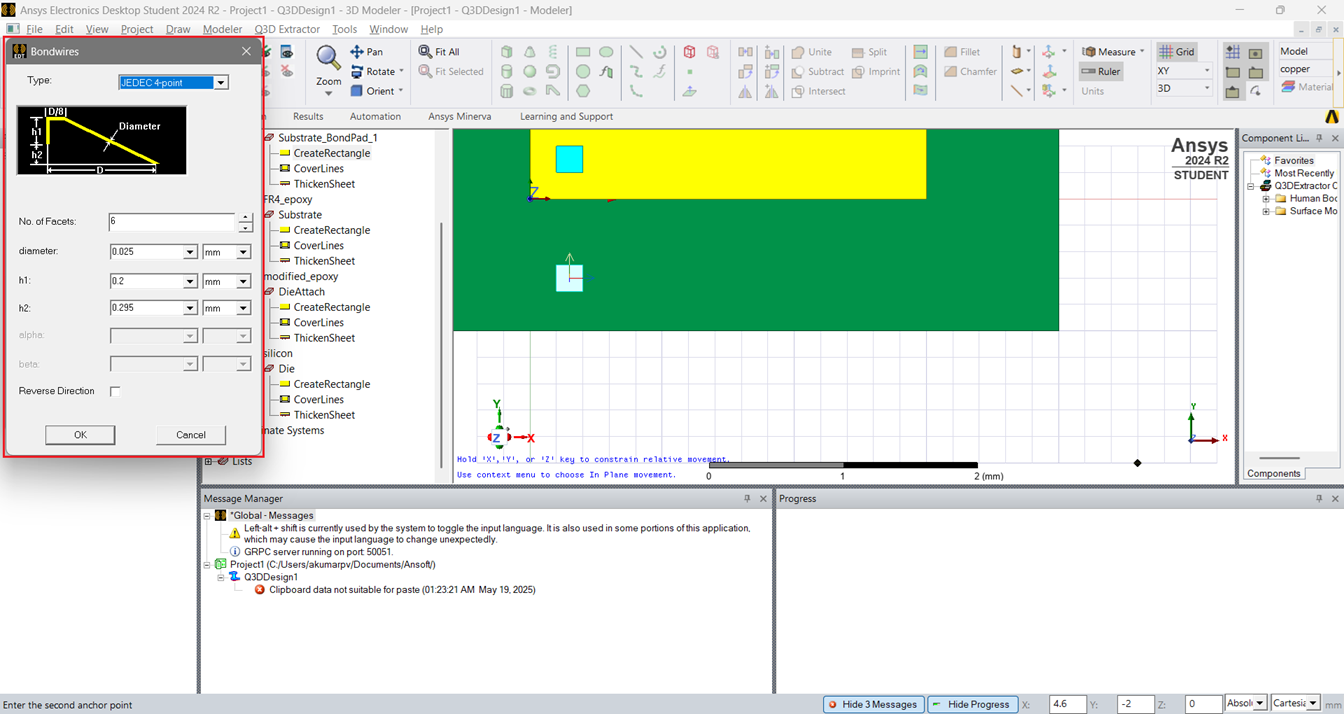 Ansys Electronics Desktop Student 2024 R2 - Project1 - Q3DDesign1 - 3D Modeler - [Project1 - Q3DDesign1 - Modeler]
File Edit View Project Draw Modeler Q3D Extractor Tools Window Help
Bondwires
Type: JEDEC 4-point
D/8
h1
h2
Diameter
D
No. of Facets: 6
diameter: 0.025 mm
h1: 0.2 mm
h2: 0.295 mm
alpha:
beta:
Reverse Direction
OK Cancel
Zoom
Pan
Rotate
Orient
Fit All
Fit Selected
Unite
Subtract
Intersect
Split
Imprint
Fillet
Chamfer
Measure
Ruler
Units
Grid
XY
3D
Model
copper
Material
Results Automation Ansys Minerva Learning and Support
Substrate_BondPad_1
CreateRectangle
CoverLines
ThickenSheet
FR4_epoxy
Substrate
CreateRectangle
CoverLines
ThickenSheet
modified_epoxy
DieAttach
CreateRectangle
CoverLines
ThickenSheet
silicon
Die
CreateRectangle
CoverLines
ThickenSheet
nate Systems
Lists
Z
Ansys
2024 R2
STUDENT
Y
Z
X
Y
Z
X
Hold 'X','Y', or 'Z' key to constrain relative movement.
Use context menu to choose In Plane movement.
0 1 2 (mm)
Component Li...
Favorites
Most Recently
Q3DExtractor C
Human Boc
Surface Mo
Components
Message Manager
*Global - Messages
Left-alt + shift is currently used by the system to toggle the input language. It is also used in some portions of this application,
which may cause the input language to change unexpectedly.
GRPC server running on port: 50051.
Project1 (C:/Users/akumarpv/Documents/Ansoft/)
Q3DDesign1
Clipboard data not suitable for paste (01:23:21 AM May 19, 2025)
Progress
Enter the second anchor point
Hide 3 Messages Hide Progress X: 4.6 Y: -2 Z: 0 Absol Cartesia mm